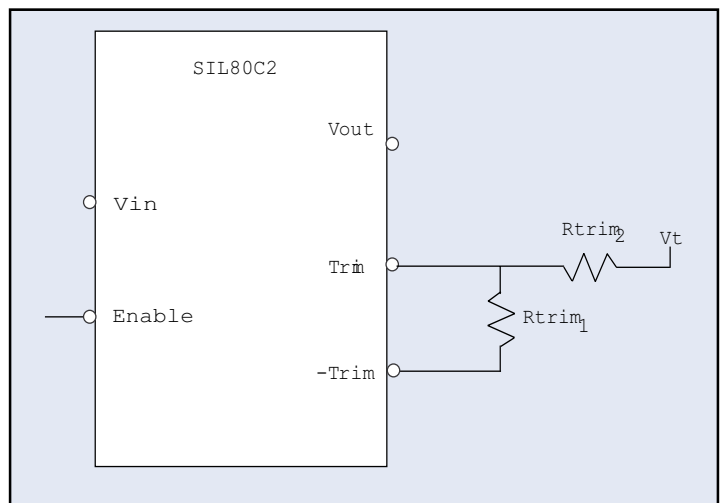 SIL80C2
Vout
Vin
Rtrim2
Vt
Trim
Enable
Rtrim1
-Trim